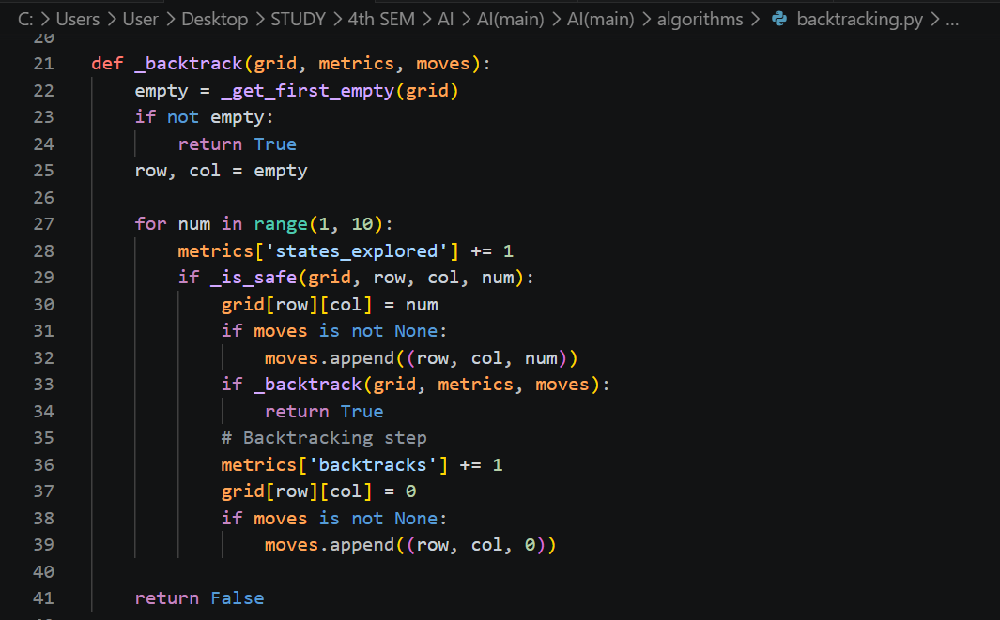 C: > Users > User > Desktop > STUDY > 4th SEM > AI > AI(main) > AI(main) > algorithms > backtracking.py > ...
20
21 def _backtrack(grid, metrics, moves):
22     empty = _get_first_empty(grid)
23     if not empty:
24         return True
25     row, col = empty
26
27     for num in range(1, 10):
28         metrics['states_explored'] += 1
29         if _is_safe(grid, row, col, num):
30             grid[row][col] = num
31             if moves is not None:
32                 moves.append((row, col, num))
33             if _backtrack(grid, metrics, moves):
34                 return True
35             # Backtracking step
36             metrics['backtracks'] += 1
37             grid[row][col] = 0
38             if moves is not None:
39                 moves.append((row, col, 0))
40
41     return False